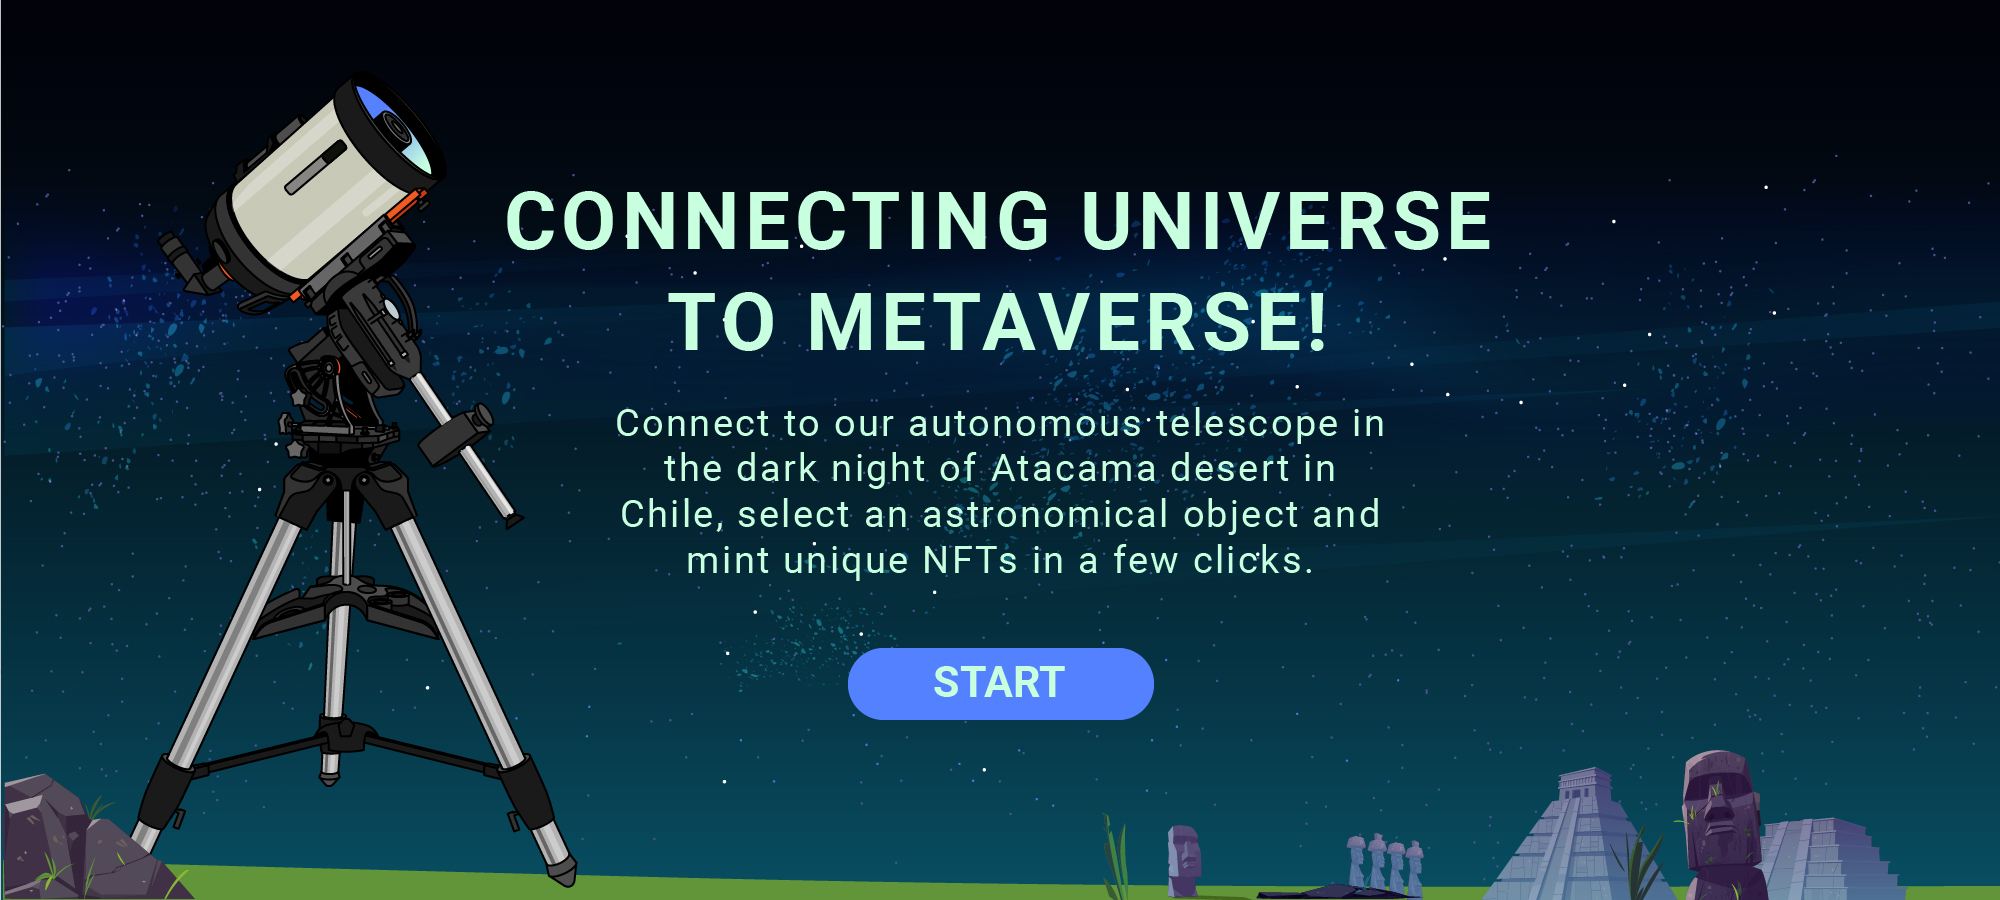 CONNECTING UNIVERSE
TO METAVERSE!
Connect to our autonomous telescope in
the dark night of Atacama desert in
Chile, select an astronomical object and
mint unique NFTs in a few clicks.
START